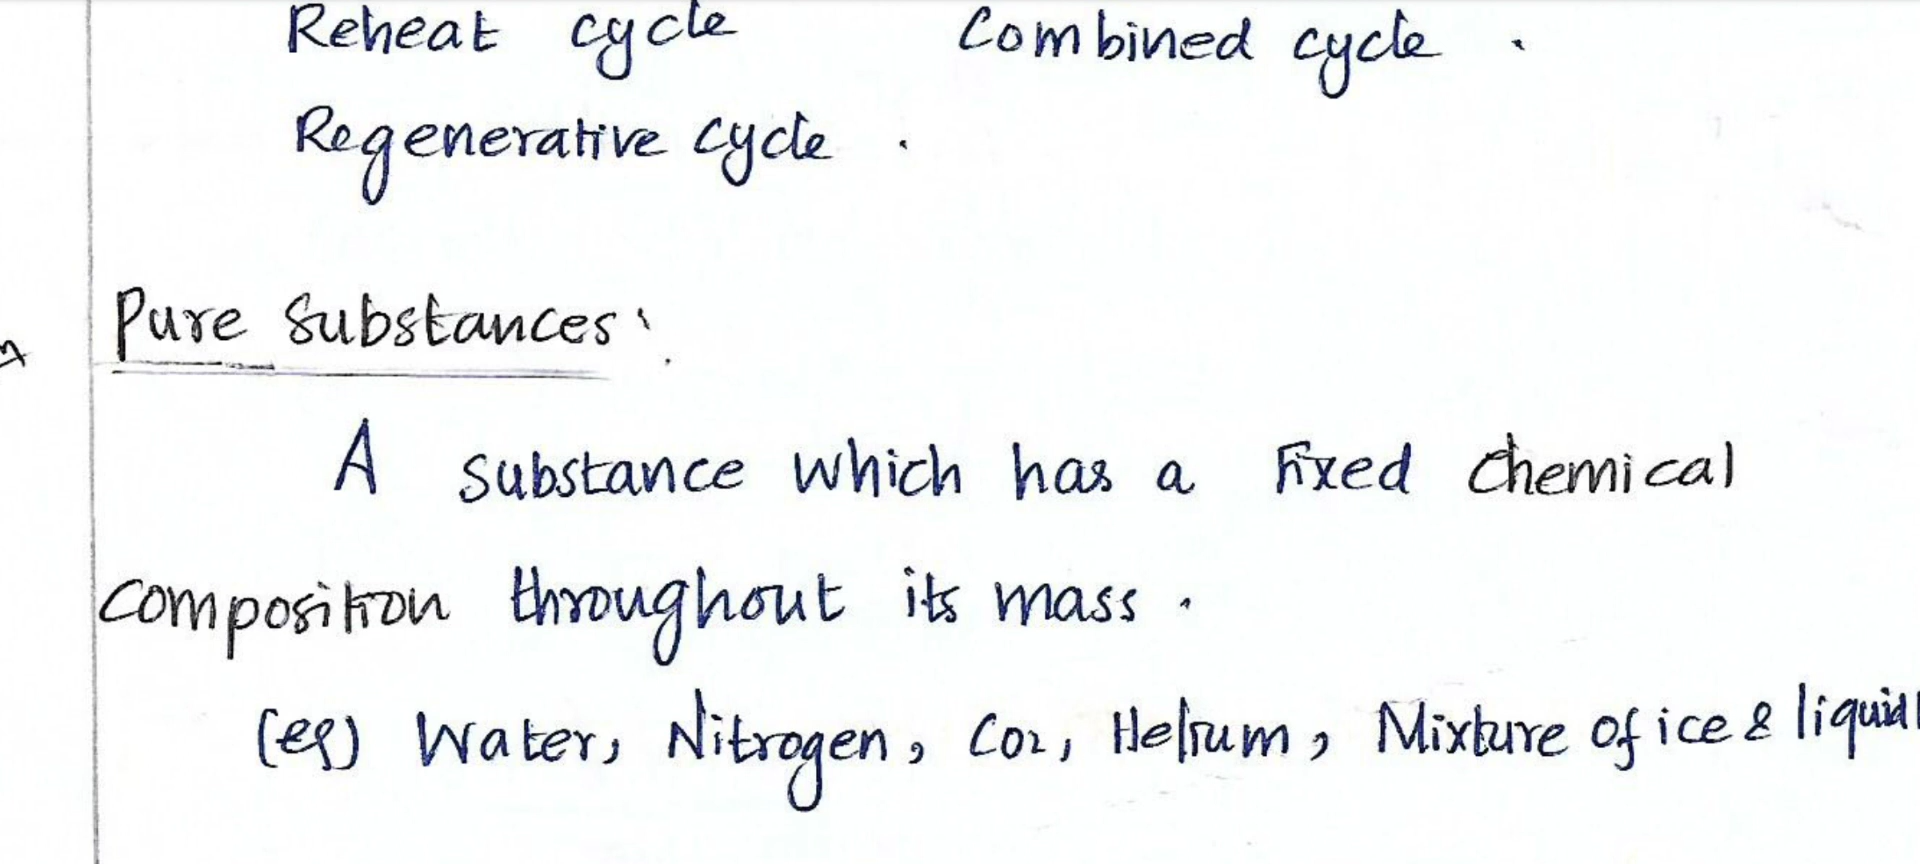 Reheat cycle Combined cycle .
Regenerative cycle .
Pure Substances :
A substance which has a fixed chemical
composition throughout its mass .
(eg) Water, Nitrogen, Co2, Helium, Mixture of ice & liquid